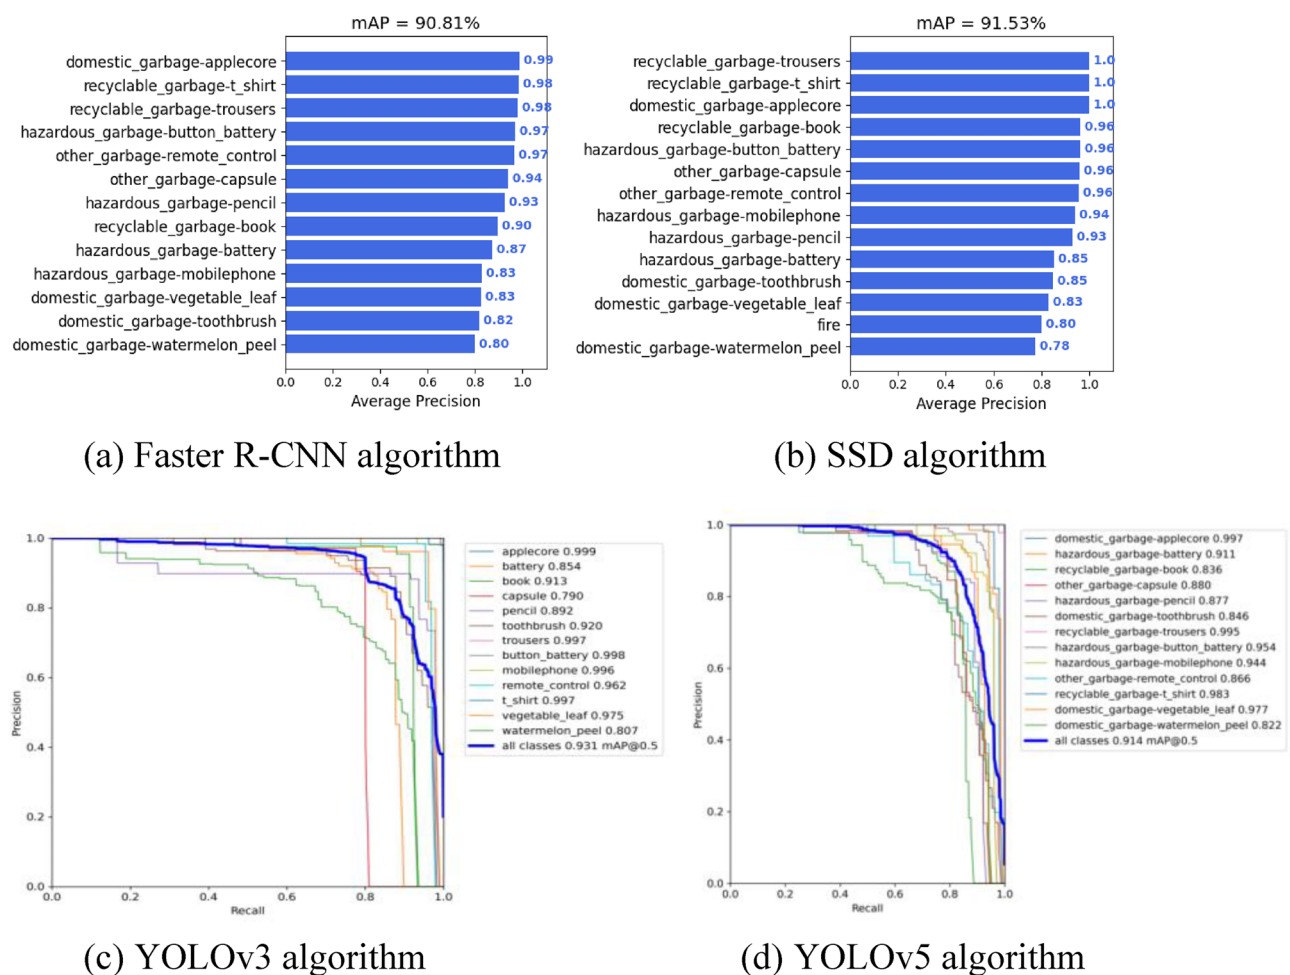 mAP = 90.81%
domestic_garbage-applecore 0.99
recyclable_garbage-t_shirt 0.98
recyclable_garbage-trousers 0.98
hazardous_garbage-button_battery 0.97
other_garbage-remote_control 0.97
other_garbage-capsule 0.94
hazardous_garbage-pencil 0.93
recyclable_garbage-book 0.90
hazardous_garbage-battery 0.87
hazardous_garbage-mobilephone 0.83
domestic_garbage-vegetable_leaf 0.83
domestic_garbage-toothbrush 0.82
domestic_garbage-watermelon_peel 0.80
0.0 0.2 0.4 0.6 0.8 1.0
Average Precision
(a) Faster R-CNN algorithm
mAP = 91.53%
recyclable_garbage-trousers 1.0
recyclable_garbage-t_shirt 1.0
domestic_garbage-applecore 1.0
recyclable_garbage-book 0.96
hazardous_garbage-button_battery 0.96
other_garbage-capsule 0.96
other_garbage-remote_control 0.96
hazardous_garbage-mobilephone 0.94
hazardous_garbage-pencil 0.93
hazardous_garbage-battery 0.85
domestic_garbage-toothbrush 0.85
domestic_garbage-vegetable_leaf 0.83
fire 0.80
domestic_garbage-watermelon_peel 0.78
0.0 0.2 0.4 0.6 0.8 1.0
Average Precision
(b) SSD algorithm
1.0
0.8
0.6
0.4
0.2
0.0
Precision
0.0 0.2 0.4 0.6 0.8 1.0
Recall
applecore 0.999
battery 0.854
book 0.913
capsule 0.790
pencil 0.892
toothbrush 0.920
trousers 0.997
button_battery 0.998
mobilephone 0.996
remote_control 0.962
t_shirt 0.997
vegetable_leaf 0.975
watermelon_peel 0.807
all classes 0.931 mAP@0.5
(c) YOLOv3 algorithm
1.0
0.8
0.6
0.4
0.2
0.0
Precision
0.0 0.2 0.4 0.6 0.8 1.0
Recall
domestic_garbage-applecore 0.997
hazardous_garbage-battery 0.911
recyclable_garbage-book 0.836
other_garbage-capsule 0.880
hazardous_garbage-pencil 0.877
domestic_garbage-toothbrush 0.846
recyclable_garbage-trousers 0.995
hazardous_garbage-button_battery 0.954
hazardous_garbage-mobilephone 0.944
other_garbage-remote_control 0.866
recyclable_garbage-t_shirt 0.983
domestic_garbage-vegetable_leaf 0.977
domestic_garbage-watermelon_peel 0.822
all classes 0.914 mAP@0.5
(d) YOLOv5 algorithm